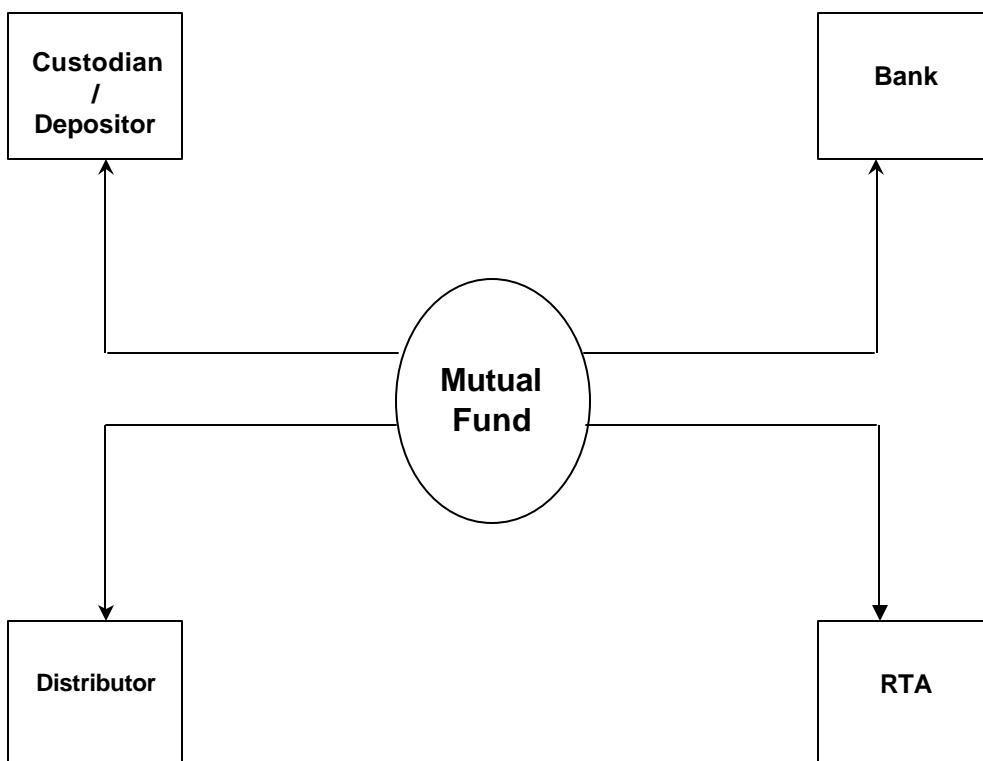 Custodian
/
Depositor
Bank
Mutual
Fund
Distributor
RTA